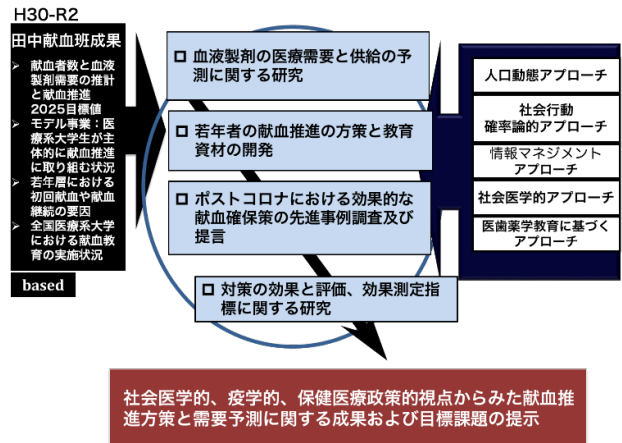 H30-R2
田中献血班成果
➢ 献血者数と血液
製剤需要の推計
と献血推進
2025目標値
➢ モデル事業：医
療系大学生が主
体的に献血推進
に取り組む状況
➢ 若年層における
初回献血や献血
継続の要因
➢ 全国医療系大学
における献血教
育の実施状況
based
□ 血液製剤の医療需要と供給の予
測に関する研究
□ 若年者の献血推進の方策と教育
資材の開発
□ ポストコロナにおける効果的な
献血確保策の先進事例調査及び
提言
□ 対策の効果と評価、効果測定指
標に関する研究
人口動態アプローチ
社会行動
確率論的アプローチ
情報マネジメント
アプローチ
社会医学的アプローチ
医歯薬学教育に基づく
アプローチ
社会医学的、疫学的、保健医療政策的視点からみた献血推
進方策と需要予測に関する成果および目標課題の提示